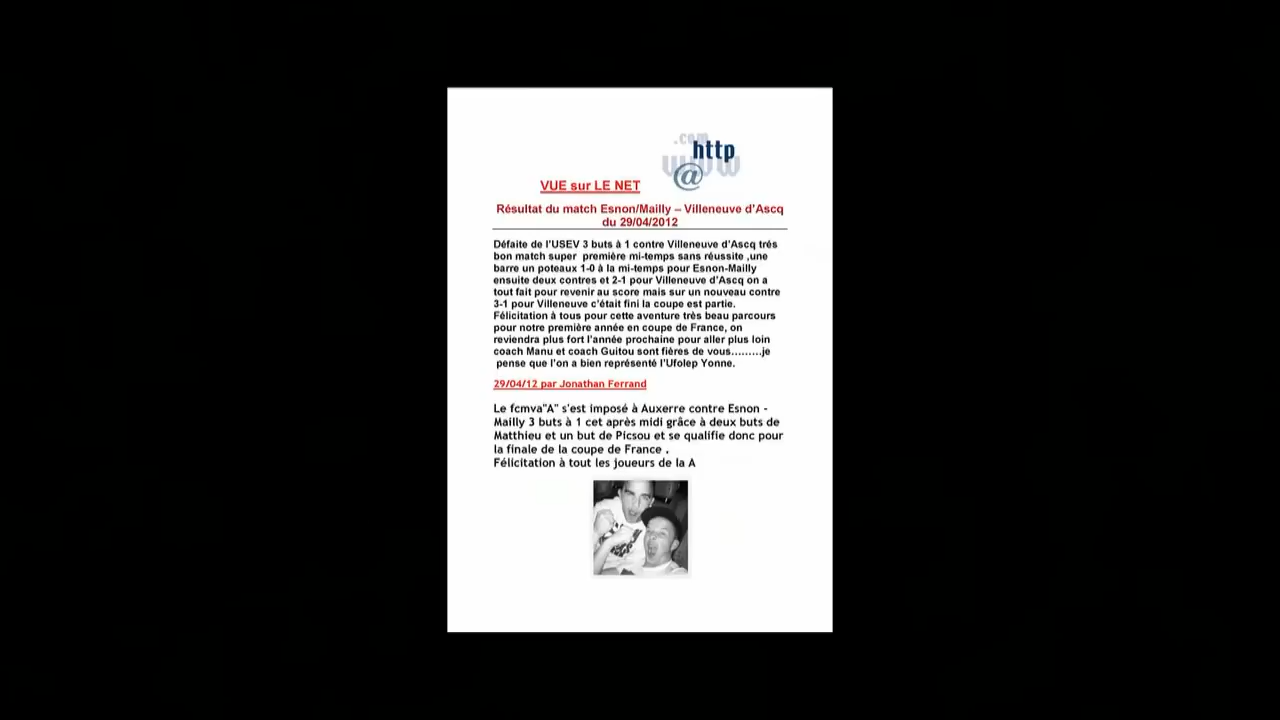 .com
http
www
@
VUE sur LE NET
Résultat du match Esnon/Mailly – Villeneuve d'Ascq
du 29/04/2012
Défaite de l'USEV 3 buts à 1 contre Villeneuve d'Ascq trés
bon match super  première mi-temps sans réussite ,une
barre un poteaux 1-0 à la mi-temps pour Esnon-Mailly
ensuite deux contres et 2-1 pour Villeneuve d'Ascq on a
tout fait pour revenir au score mais sur un nouveau contre
3-1 pour Villeneuve c'était fini la coupe est partie.
Félicitation à tous pour cette aventure très beau parcours
pour notre première année en coupe de France, on
reviendra plus fort l'année prochaine pour aller plus loin
coach Manu et coach Guitou sont fières de vous………je
pense que l'on a bien représenté l'Ufolep Yonne.
29/04/12 par Jonathan Ferrand
Le fcmva"A" s'est imposé à Auxerre contre Esnon -
Mailly 3 buts à 1 cet après midi grâce à deux buts de
Matthieu et un but de Picsou et se qualifie donc pour
la finale de la coupe de France .
Félicitation à tout les joueurs de la A